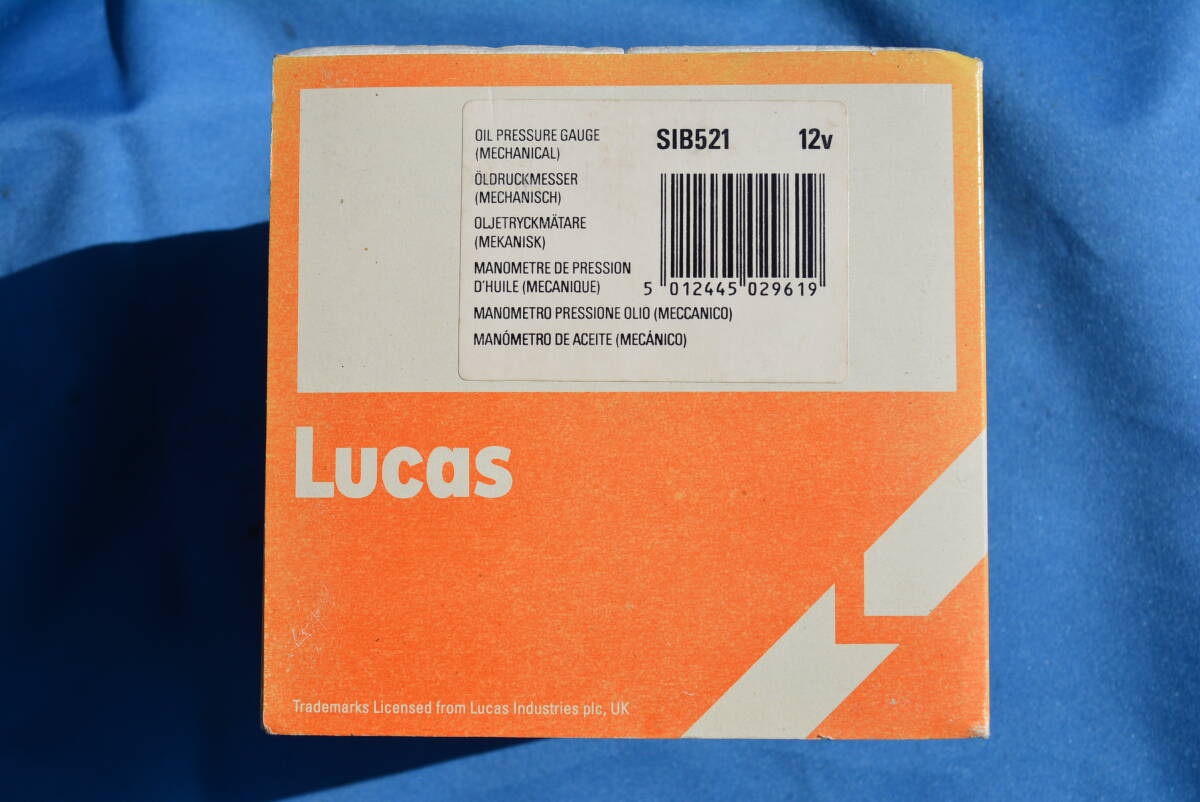 OIL PRESSURE GAUGE
(MECHANICAL)
SIB521 12v
ÖLDRUCKMESSER
(MECHANISCH)
OLJETRYCKMÄTARE
(MEKANISK)
MANOMETRE DE PRESSION
D'HUILE (MECANIQUE)
5 012445 029619
MANOMETRO PRESSIONE OLIO (MECCANICO)
MANÓMETRO DE ACEITE (MECÁNICO)
Lucas
Trademarks Licensed from Lucas Industries plc, UK